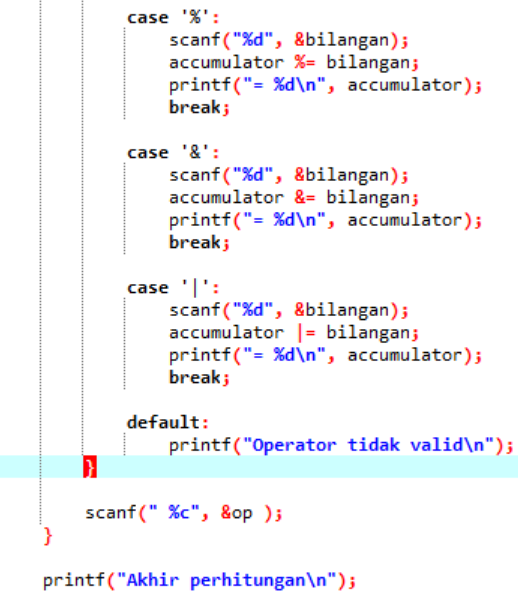 case '%':
scanf("%d", &bilangan);
accumulator %= bilangan;
printf("= %d\n", accumulator);
break;
case '&':
scanf("%d", &bilangan);
accumulator &= bilangan;
printf("= %d\n", accumulator);
break;
case '|':
scanf("%d", &bilangan);
accumulator |= bilangan;
printf("= %d\n", accumulator);
break;
default:
printf("Operator tidak valid\n");
}
scanf(" %c", &op );
}
printf("Akhir perhitungan\n");